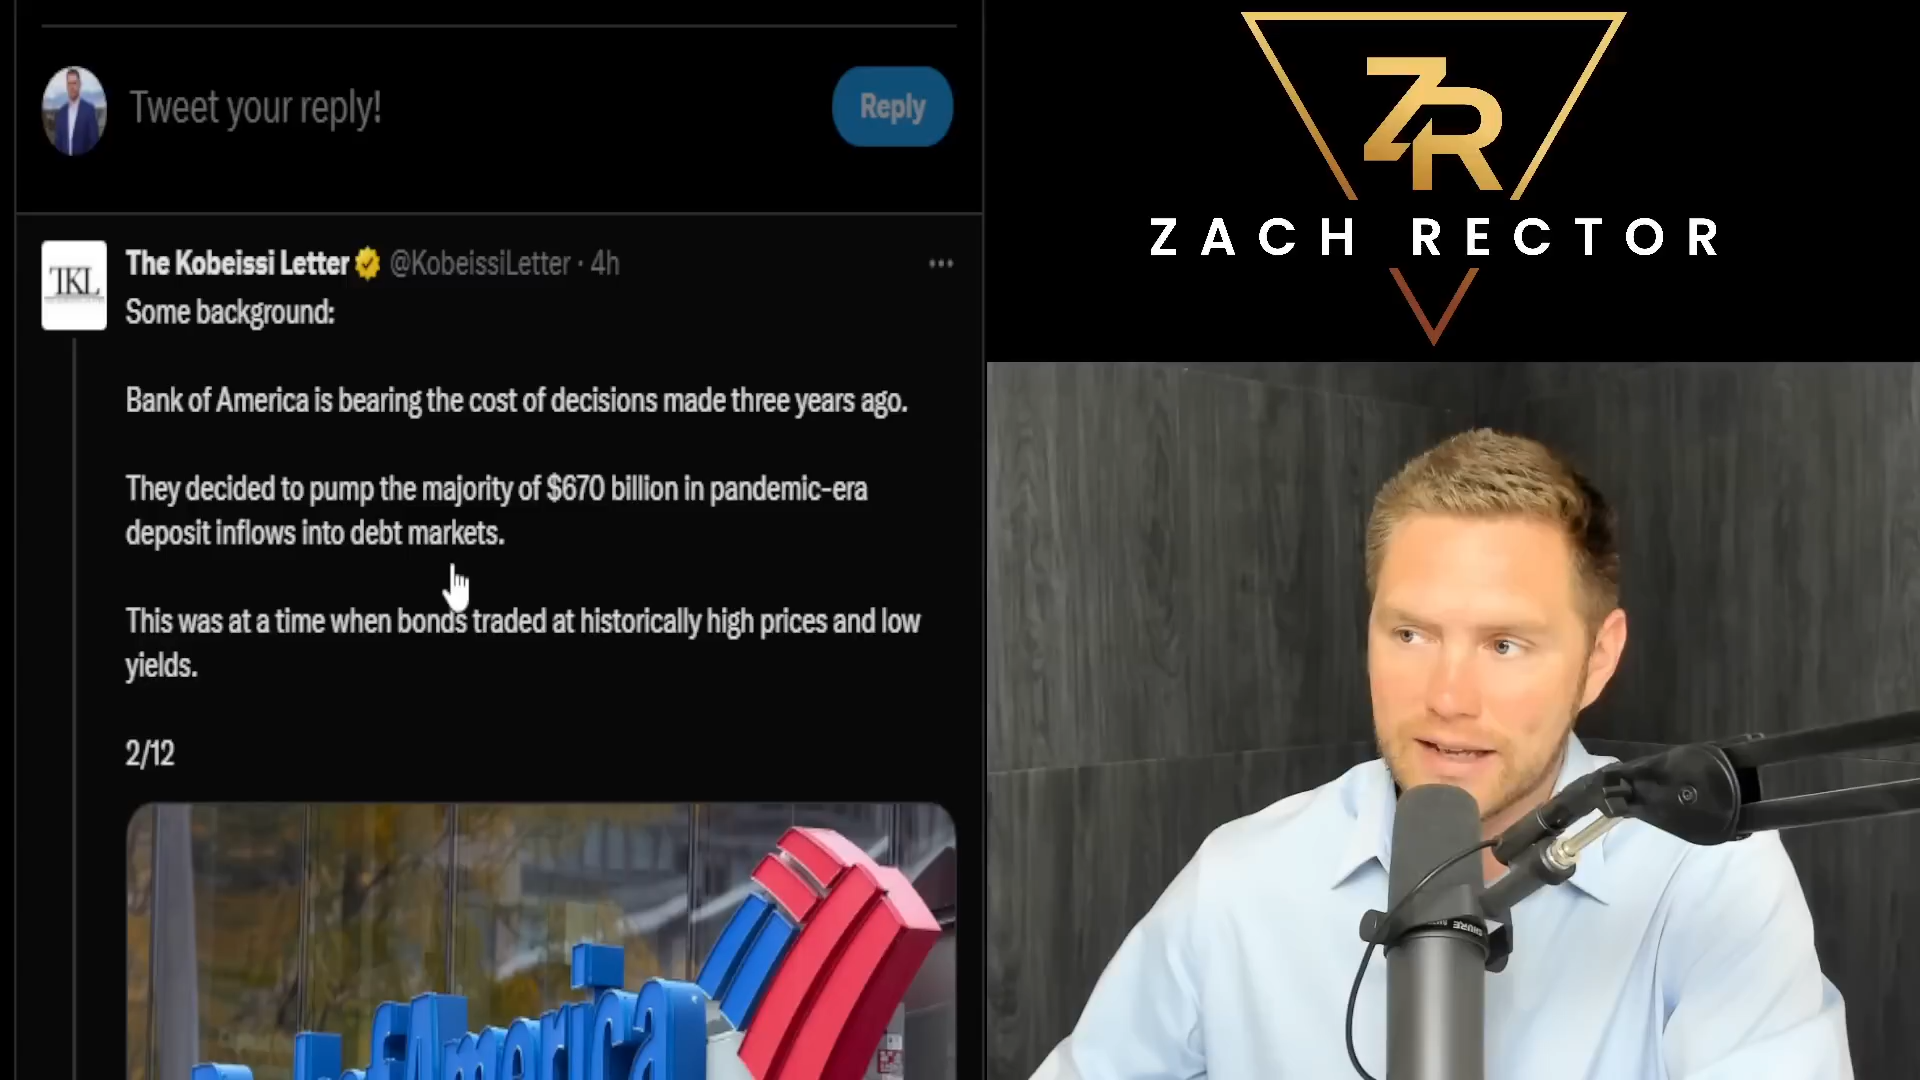 Tweet your reply!
Reply
The Kobeissi Letter @KobeissiLetter · 4h
Some background:
Bank of America is bearing the cost of decisions made three years ago.
They decided to pump the majority of $670 billion in pandemic-era
deposit inflows into debt markets.
This was at a time when bonds traded at historically high prices and low
yields.
2/12
TKL
ZR
ZACH RECTOR
SHURE
America